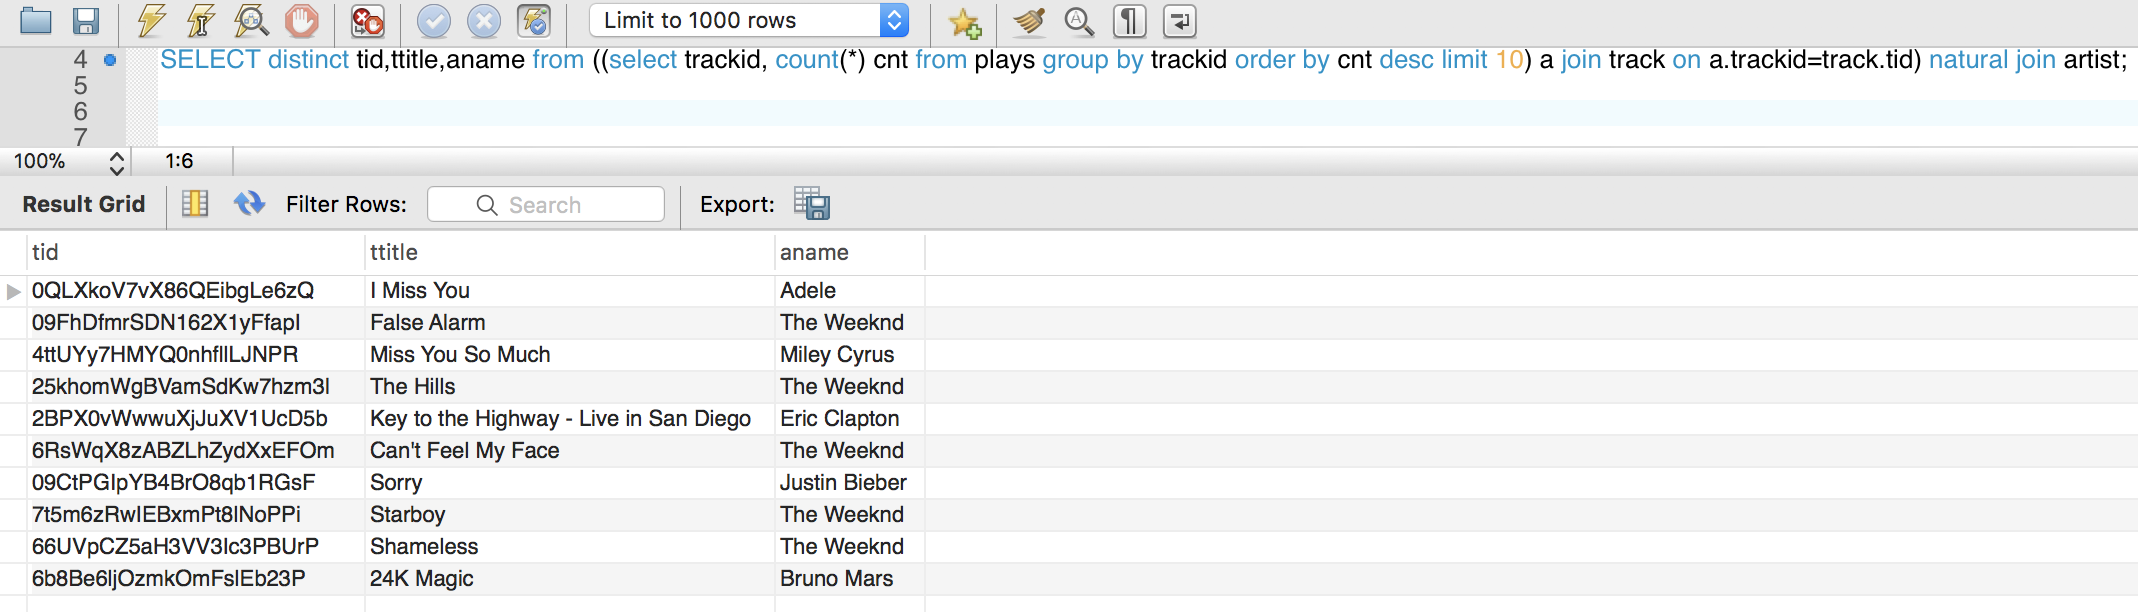 Limit to 1000 rows
4 SELECT distinct tid,ttitle,aname from ((select trackid, count(*) cnt from plays group by trackid order by cnt desc limit 10) a join track on a.trackid=track.tid) natural join artist;
5
6
7
100% 1:6
Result Grid Filter Rows: Search Export:
tid ttitle aname
0QLXkoV7vX86QEibgLe6zQ I Miss You Adele
09FhDfmrSDN162X1yFfapI False Alarm The Weeknd
4ttUYy7HMYQ0nhflILJNPR Miss You So Much Miley Cyrus
25khomWgBVamSdKw7hzm3l The Hills The Weeknd
2BPX0vWwwuXjJuXV1UcD5b Key to the Highway - Live in San Diego Eric Clapton
6RsWqX8zABZLhZydXxEFOm Can't Feel My Face The Weeknd
09CtPGIpYB4BrO8qb1RGsF Sorry Justin Bieber
7t5m6zRwIEBxmPt8lNoPPi Starboy The Weeknd
66UVpCZ5aH3VV3Ic3PBUrP Shameless The Weeknd
6b8Be6ljOzmkOmFslEb23P 24K Magic Bruno Mars